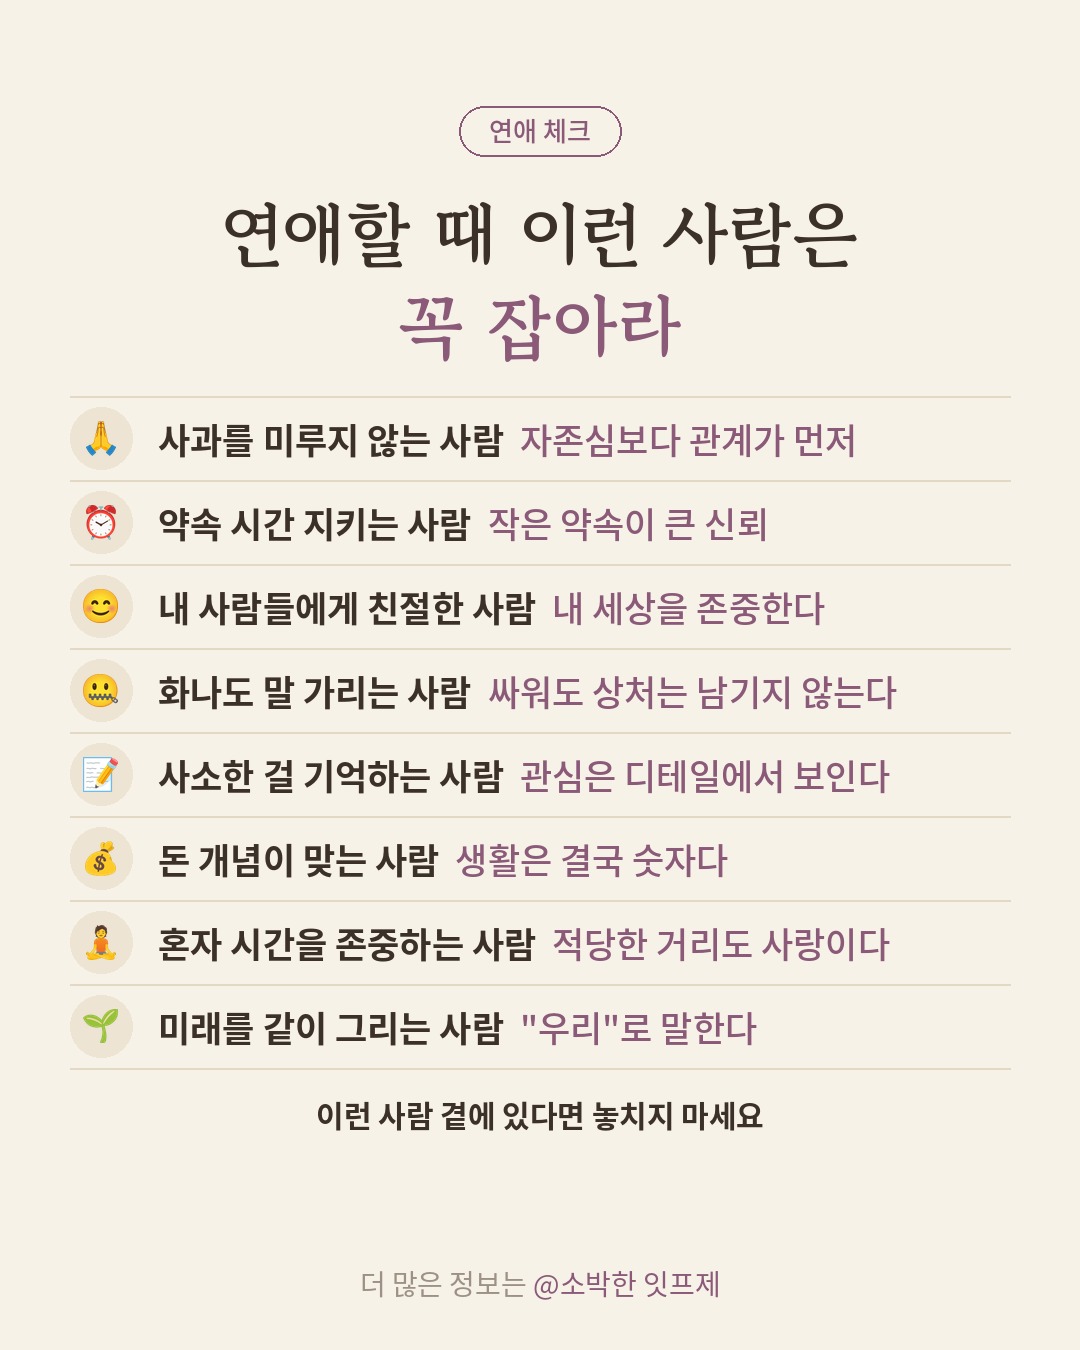 연애 체크
연애할 때 이런 사람은
꼭 잡아라
사과를 미루지 않는 사람 자존심보다 관계가 먼저
약속 시간 지키는 사람 작은 약속이 큰 신뢰
내 사람들에게 친절한 사람 내 세상을 존중한다
화나도 말 가리는 사람 싸워도 상처는 남기지 않는다
사소한 걸 기억하는 사람 관심은 디테일에서 보인다
돈 개념이 맞는 사람 생활은 결국 숫자다
혼자 시간을 존중하는 사람 적당한 거리도 사랑이다
미래를 같이 그리는 사람 "우리"로 말한다
이런 사람 곁에 있다면 놓치지 마세요
더 많은 정보는 @소박한 잇프제